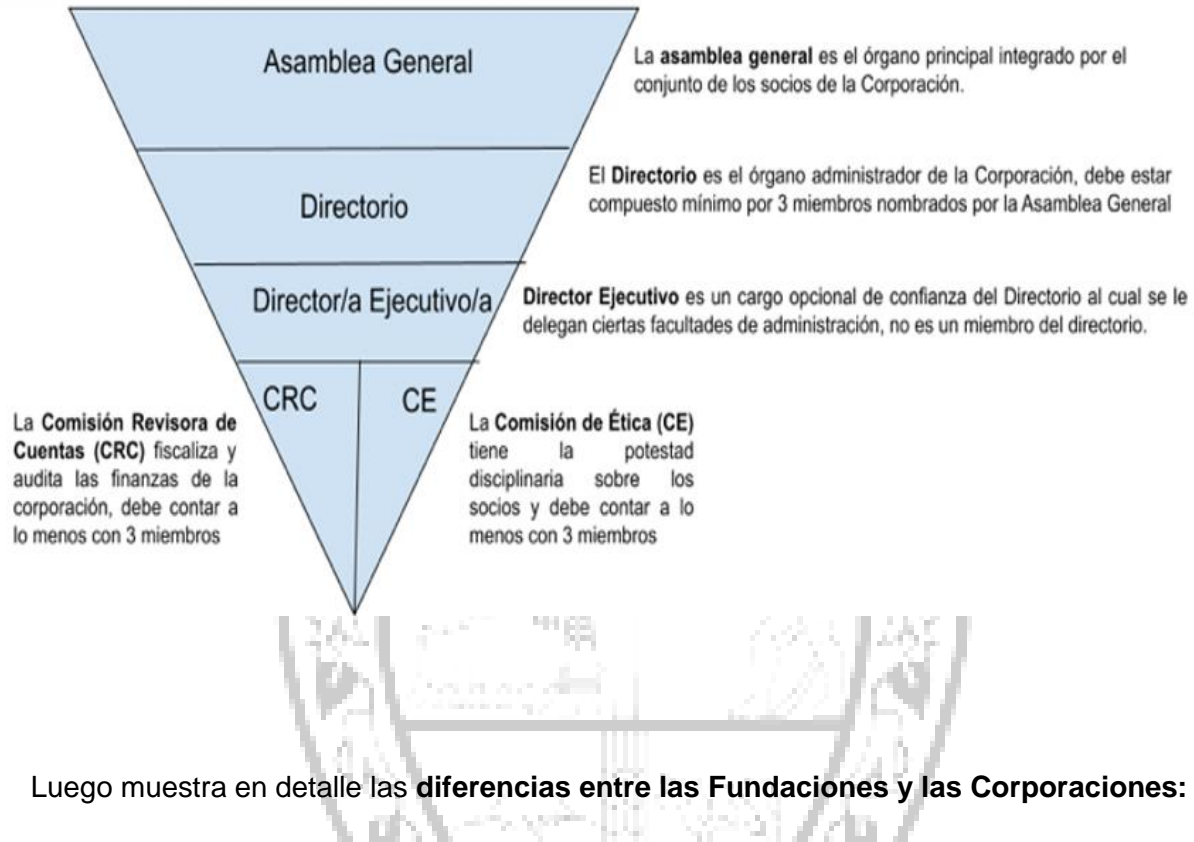 Asamblea General
La asamblea general es el órgano principal integrado por el
conjunto de los socios de la Corporación.
Directorio
El Directorio es el órgano administrador de la Corporación, debe estar
compuesto mínimo por 3 miembros nombrados por la Asamblea General
Director/a Ejecutivo/a
Director Ejecutivo es un cargo opcional de confianza del Directorio al cual se le
delegan ciertas facultades de administración, no es un miembro del directorio.
CRC
CE
La Comisión Revisora de
Cuentas (CRC) fiscaliza y
audita las finanzas de la
corporación, debe contar a
lo menos con 3 miembros
La Comisión de Ética (CE)
tiene la potestad
disciplinaria sobre los
socios y debe contar a lo
menos con 3 miembros
Luego muestra en detalle las diferencias entre las Fundaciones y las Corporaciones: